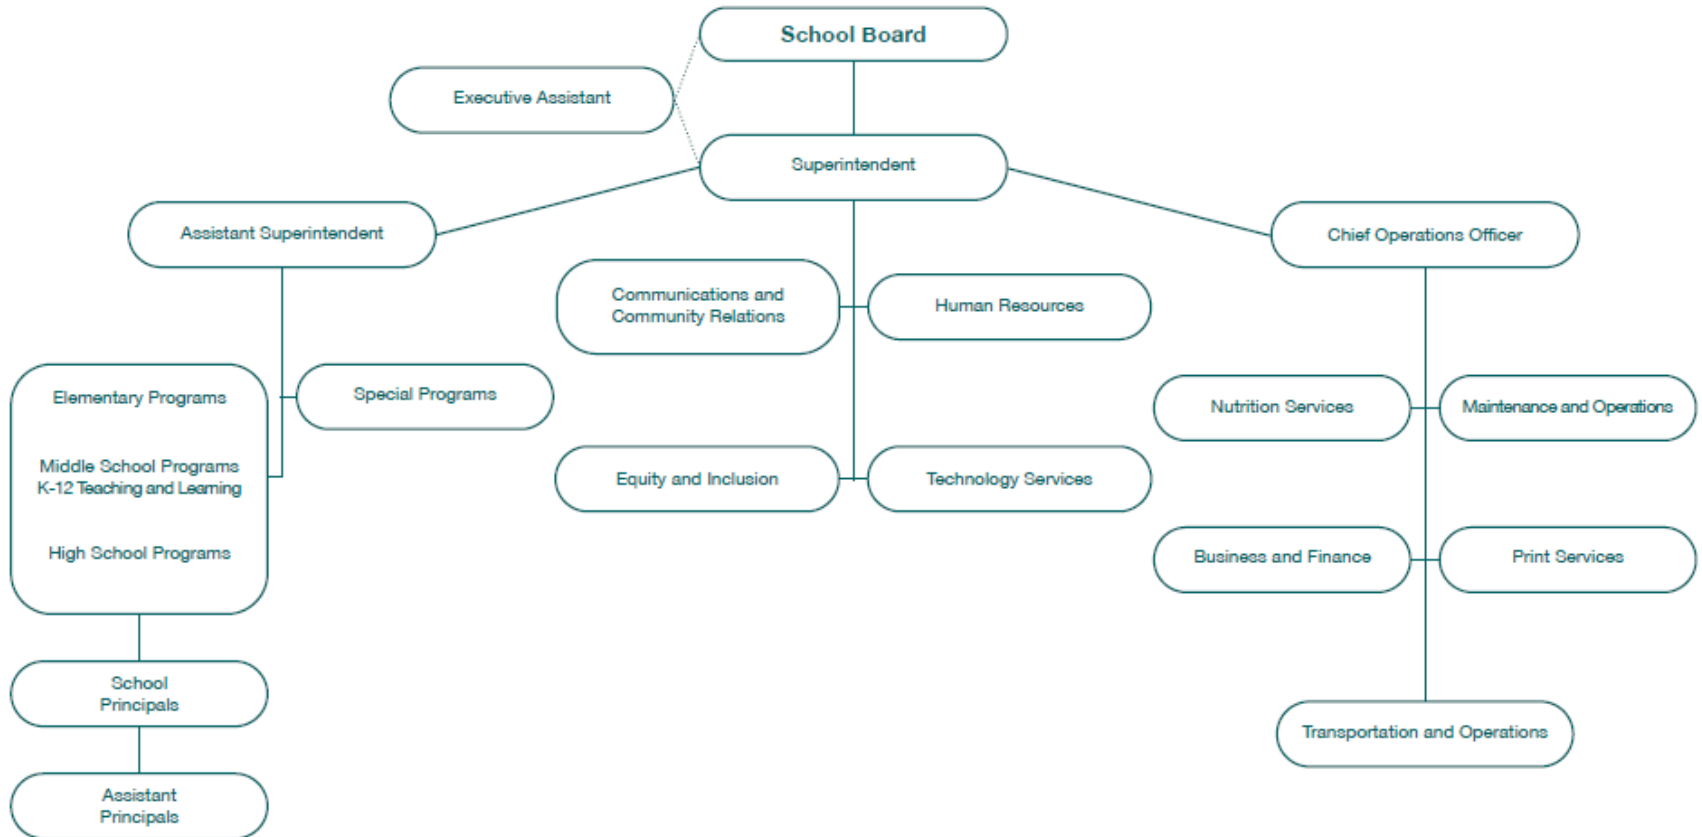 School Board
Executive Assistant
Superintendent
Assistant Superintendent
Chief Operations Officer
Communications and
Community Relations
Human Resources
Elementary Programs
Special Programs
Nutrition Services
Maintenance and Operations
Middle School Programs
K-12 Teaching and Learning
Equity and Inclusion
Technology Services
High School Programs
Business and Finance
Print Services
School
Principals
Transportation and Operations
Assistant
Principals